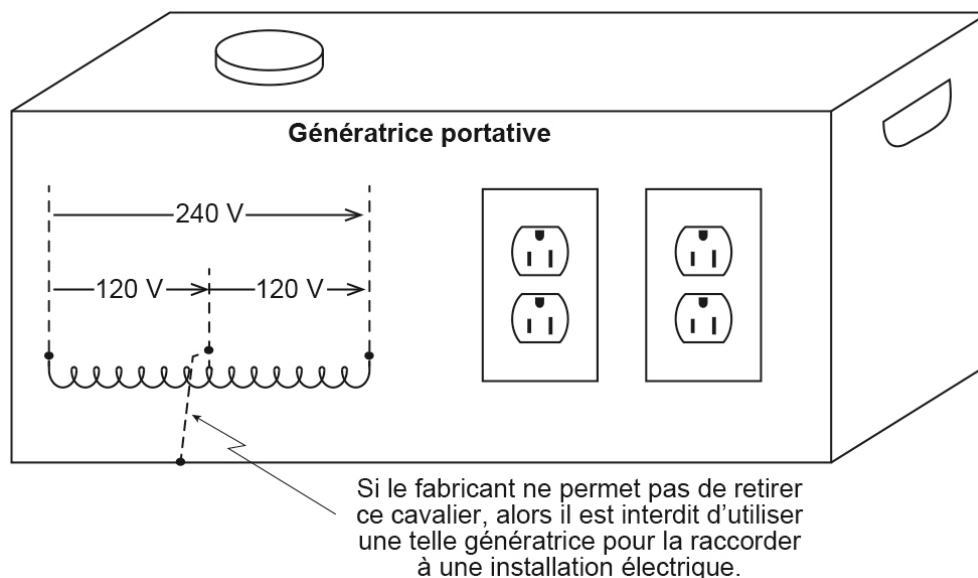 Génératrice portative
240 V
120 V
120 V
Si le fabricant ne permet pas de retirer
ce cavalier, alors il est interdit d'utiliser
une telle génératrice pour la raccorder
à une installation électrique.